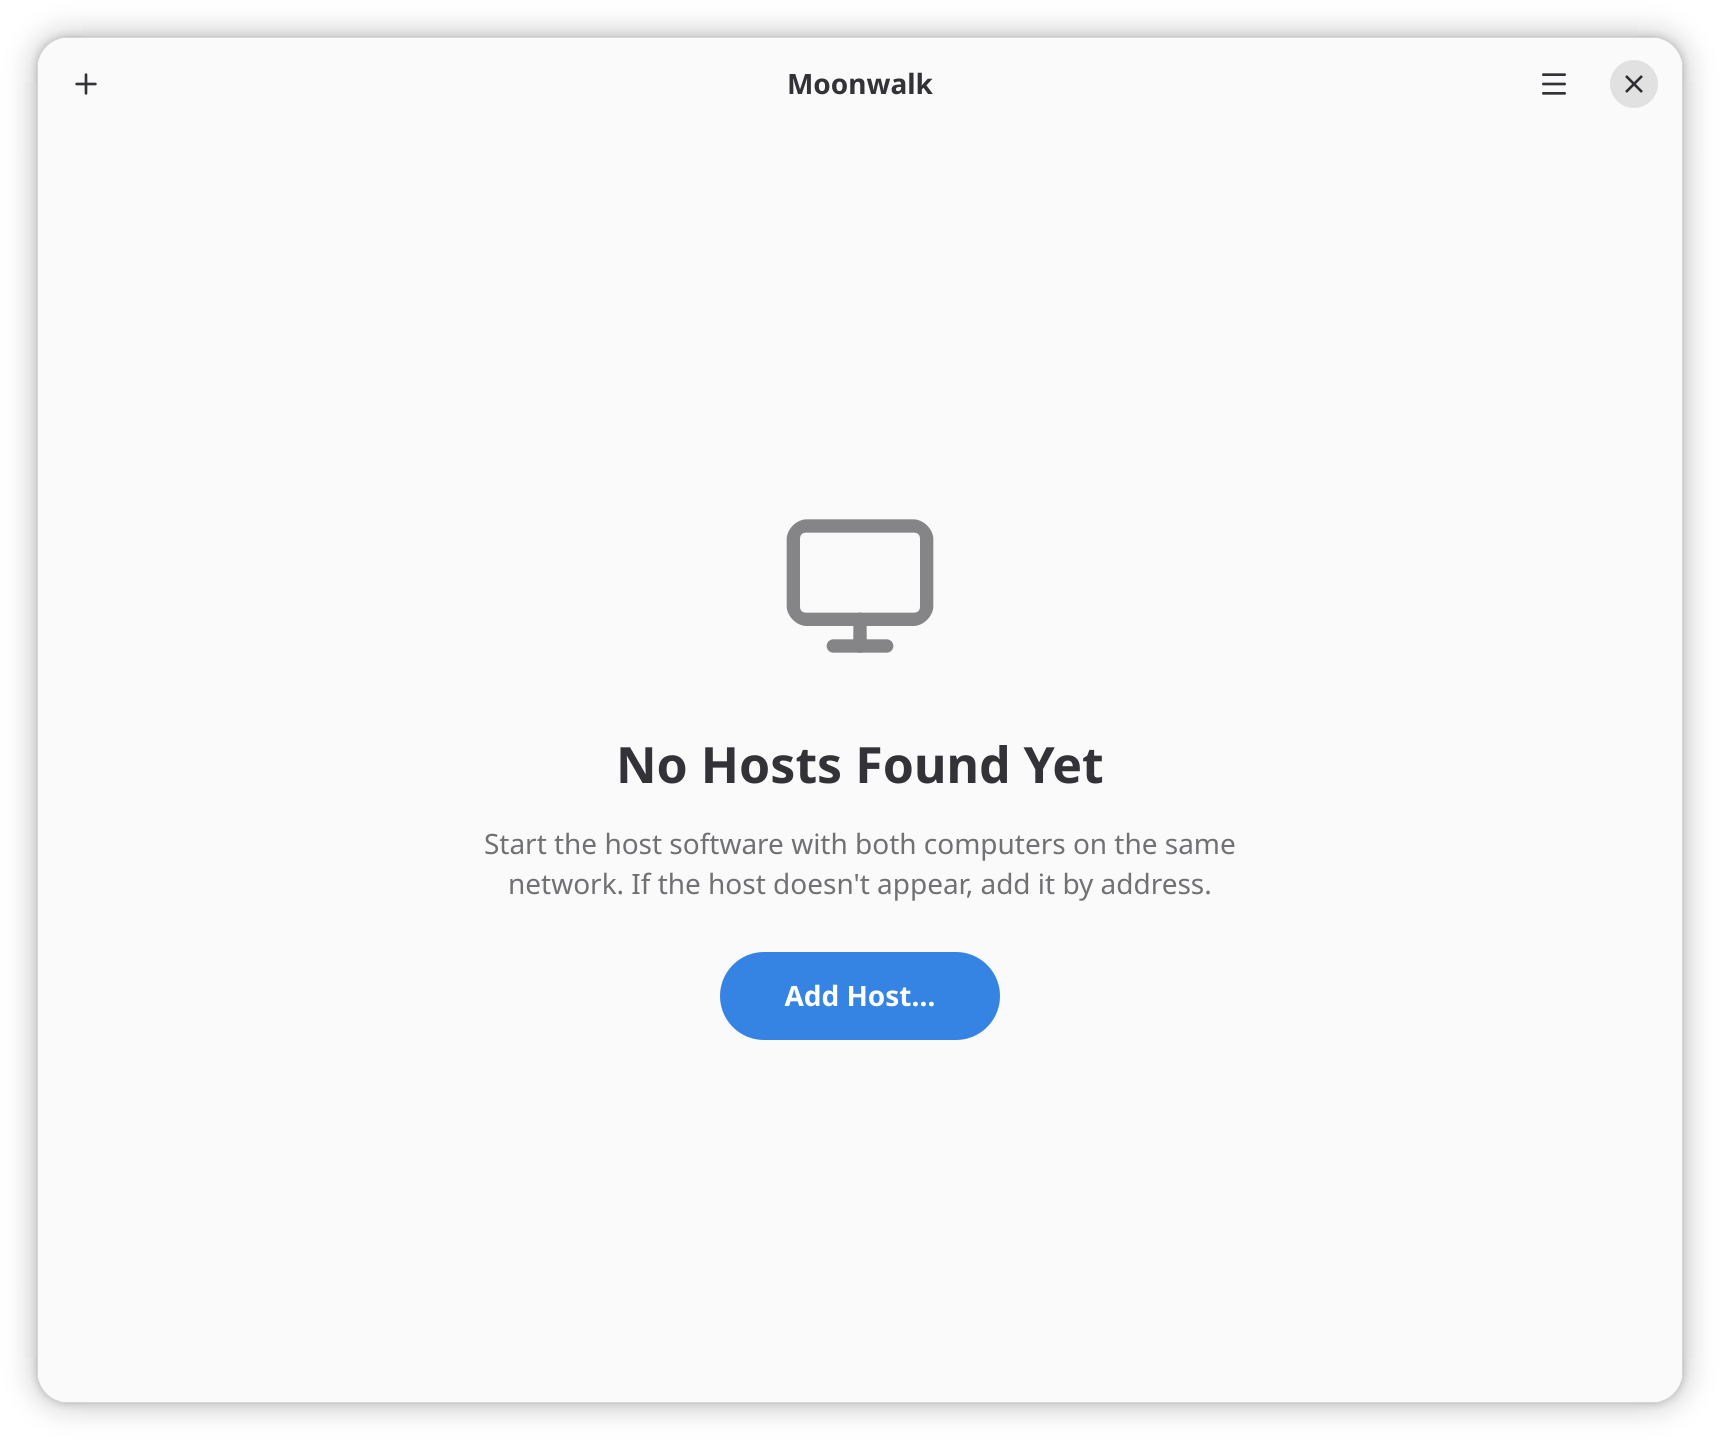 Moonwalk
No Hosts Found Yet
Start the host software with both computers on the same
network. If the host doesn't appear, add it by address.
Add Host…